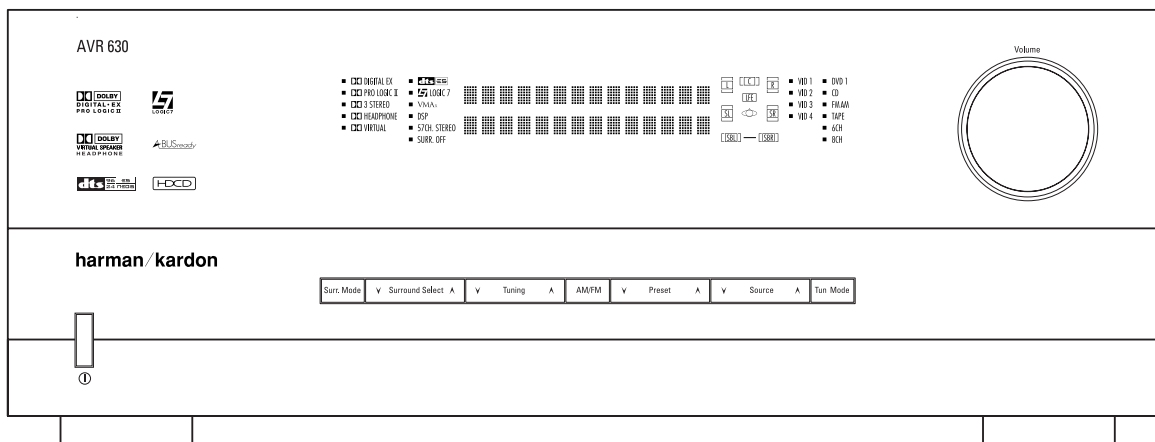 AVR 630
DOLBY
DIGITAL•EX
PRO LOGIC II
LOGIC7
DOLBY
VIRTUAL SPEAKER
HEADPHONE
A-BUSready
dts 96/24 ES NEO:6
HDCD
DIGITAL EX
PRO LOGIC II
3 STEREO
HEADPHONE
VIRTUAL
dts ES
LOGIC 7
VMAx
DSP
57CH. STEREO
SURR. OFF
L C R
LFE
SL SR
SBL SBR
VID 1
VID 2
VID 3
VID 4
DVD 1
CD
FM AM
TAPE
6CH
8CH
Volume
harman/kardon
Surr. Mode Surround Select Tuning AM/FM Preset Source Tun Mode